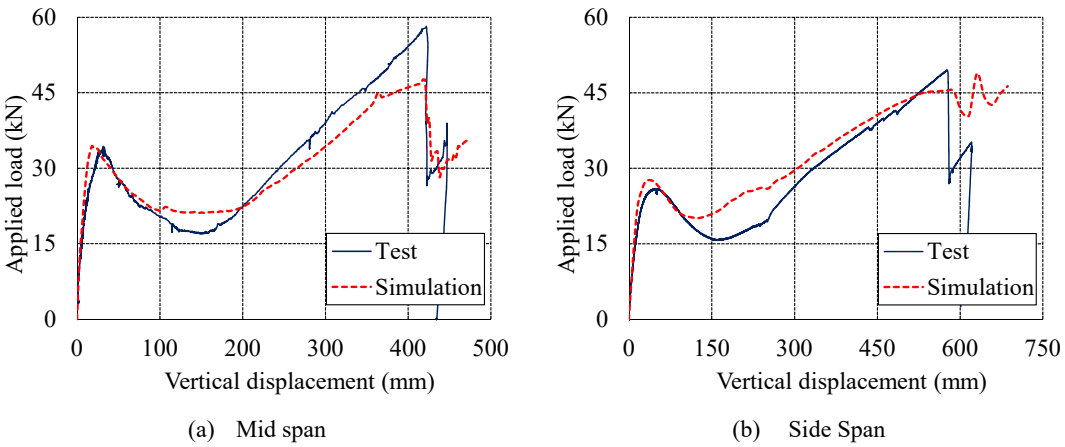 Applied load (kN)
60
45
30
15
0
Test
Simulation
0 100 200 300 400 500
Vertical displacement (mm)
(a) Mid span
Applied load (kN)
60
45
30
15
0
Test
Simulation
0 150 300 450 600 750
Vertical displacement (mm)
(b) Side Span